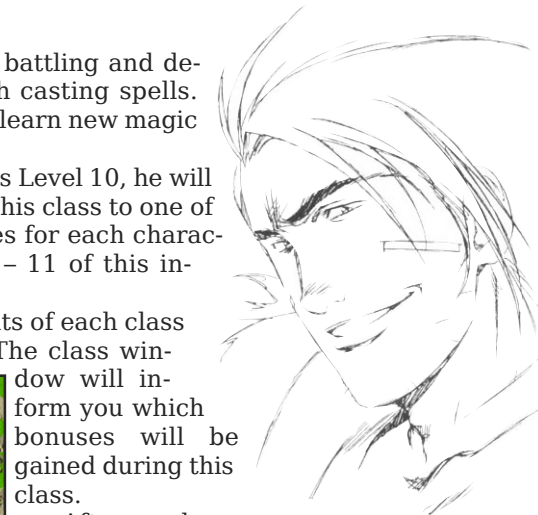 battling and de-
casting spells.
learn new magic
s Level 10, he will
his class to one of
es for each charac-
– 11 of this in-
ts of each class
The class win-
dow will in-
form you which
bonuses will be
gained during this
class.